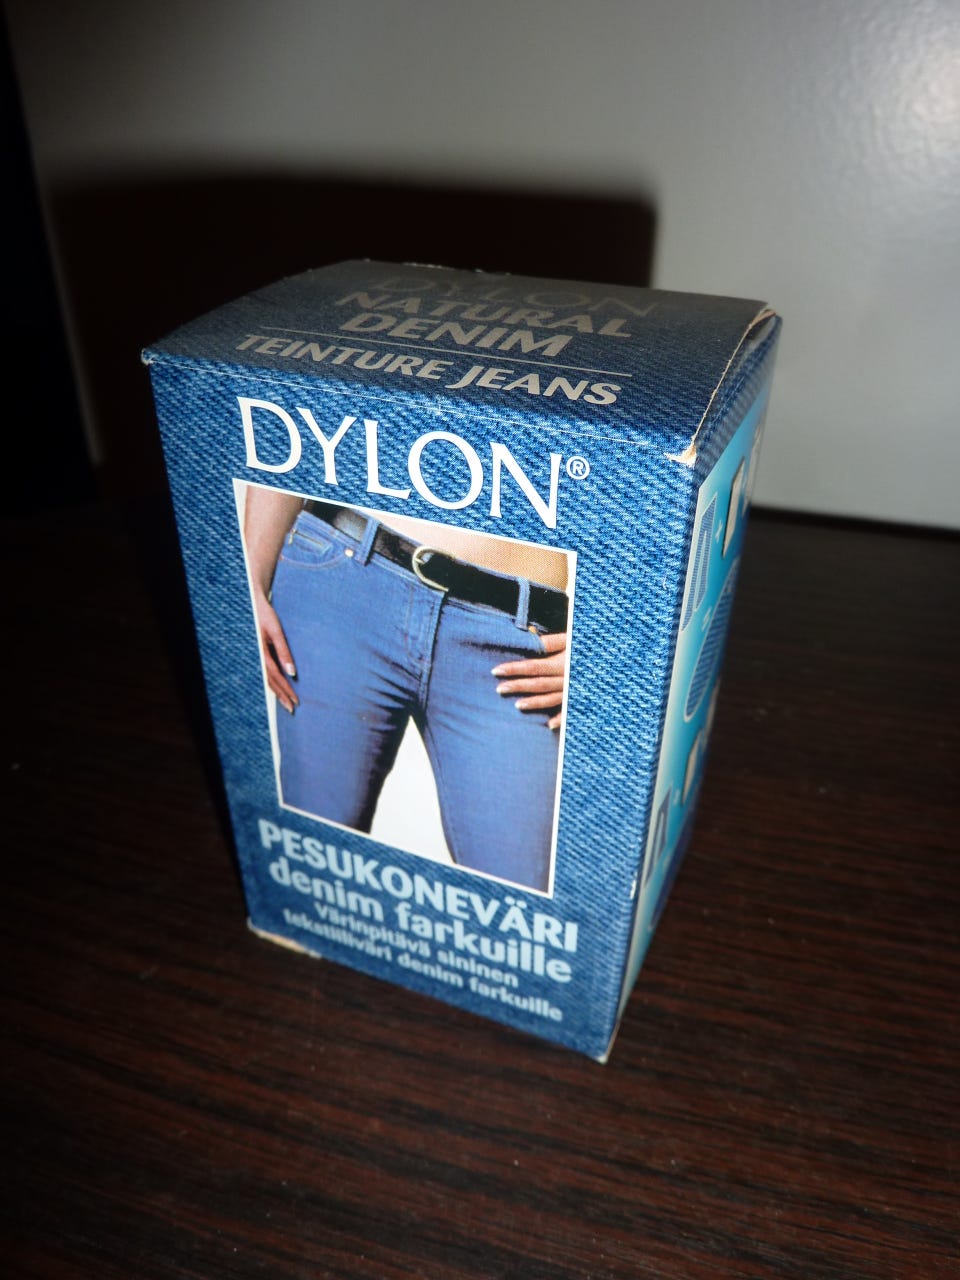 DYLON
NATURAL
DENIM
TEINTURE JEANS
DYLON®
PESUKONEVÄRI
denim farkuille
Värinpitävä sininen
tekstiiliväri denim farkuille